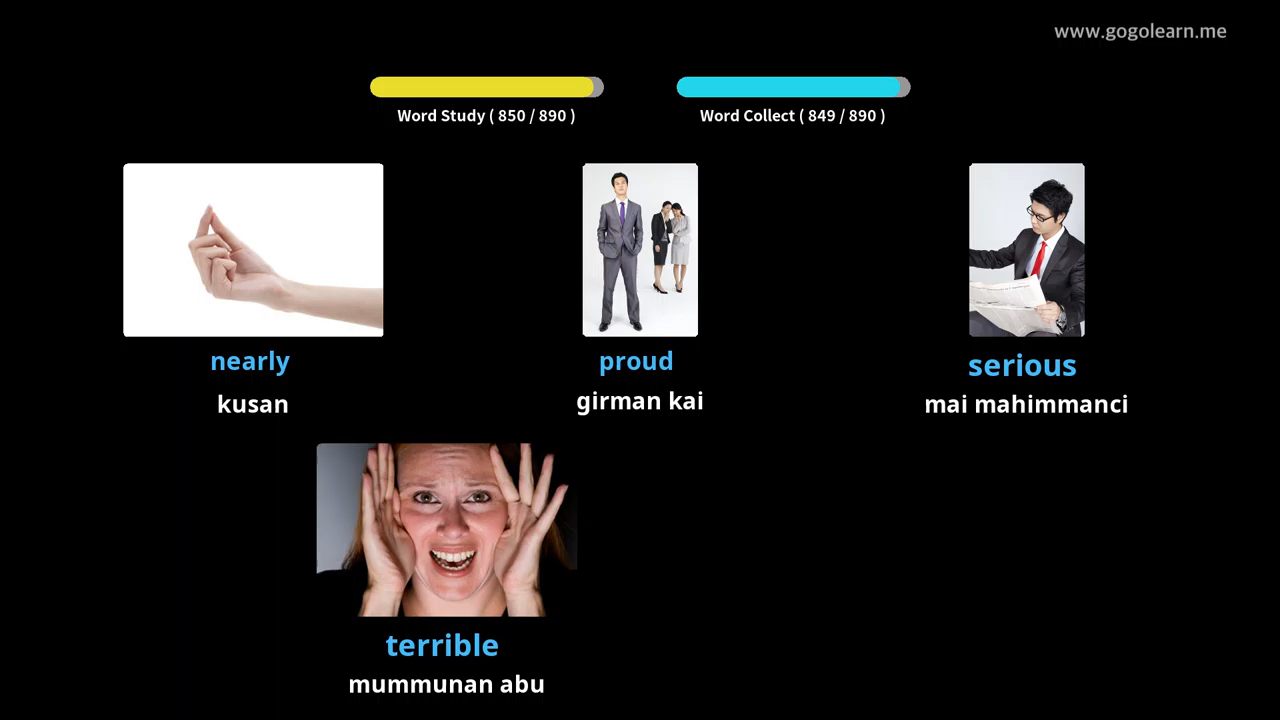 www.gogolearn.me
Word Study ( 850 / 890 )
Word Collect ( 849 / 890 )
nearly
kusan
proud
girman kai
serious
mai mahimmanci
terrible
mummunan abu